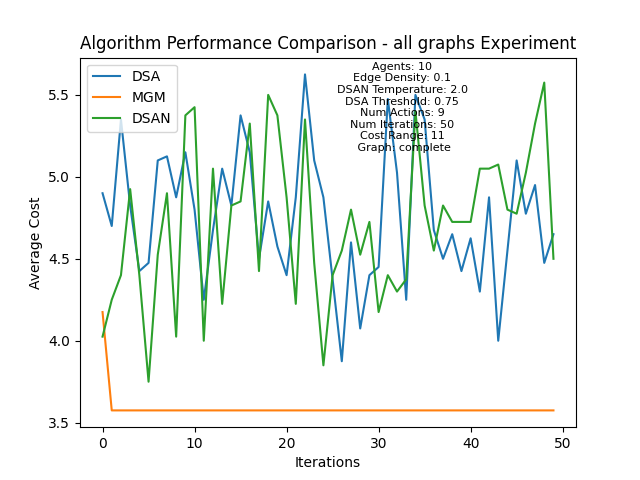 Algorithm Performance Comparison - all graphs Experiment
DSA
MGM
DSAN
Agents: 10
Edge Density: 0.1
DSAN Temperature: 2.0
DSA Threshold: 0.75
Num Actions: 9
Num Iterations: 50
Cost Range: 11
Graph: complete
Average Cost
5.5
5.0
4.5
4.0
3.5
0 10 20 30 40 50
Iterations